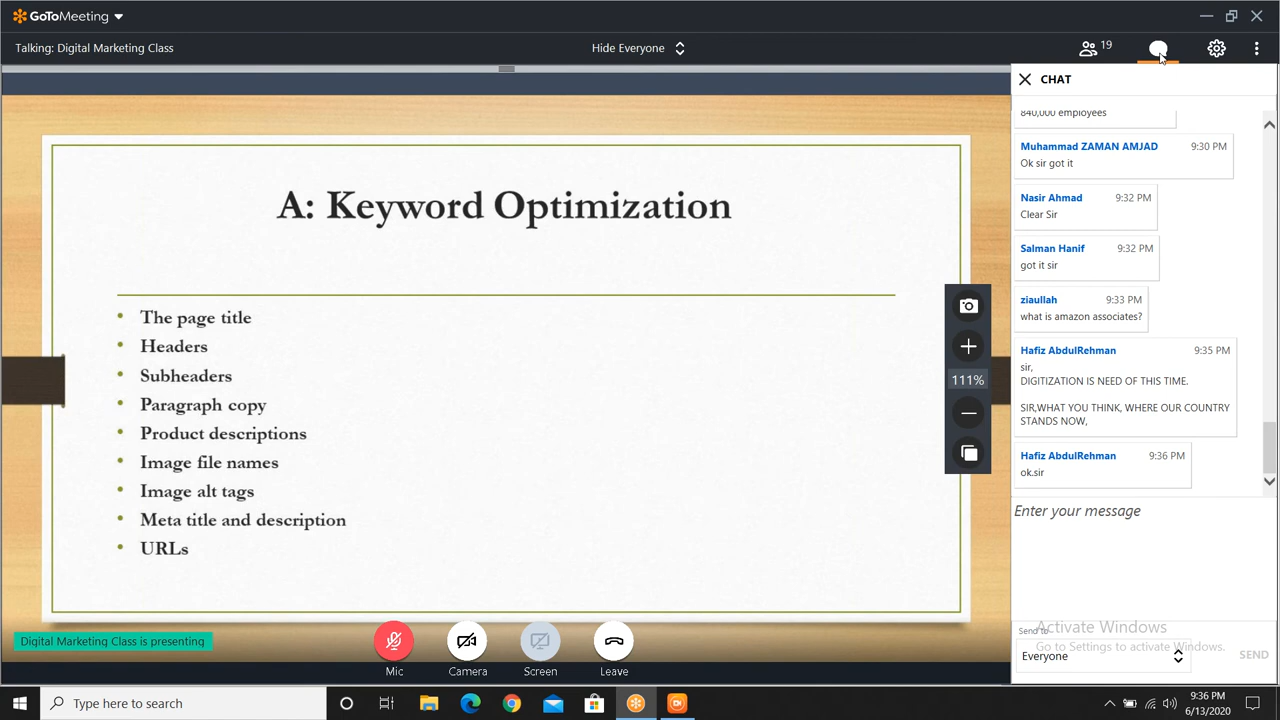 GoToMeeting
Talking: Digital Marketing Class
Hide Everyone
19
CHAT
A: Keyword Optimization
• The page title
• Headers
• Subheaders
• Paragraph copy
• Product descriptions
• Image file names
• Image alt tags
• Meta title and description
• URLs
111%
Digital Marketing Class is presenting
Mic
Camera
Screen
Leave
840,000 employees
Muhammad ZAMAN AMJAD 9:30 PM
Ok sir got it
Nasir Ahmad 9:32 PM
Clear Sir
Salman Hanif 9:32 PM
got it sir
ziaullah 9:33 PM
what is amazon associates?
Hafiz AbdulRehman 9:35 PM
sir,
DIGITIZATION IS NEED OF THIS TIME.
SIR,WHAT YOU THINK, WHERE OUR COUNTRY
STANDS NOW,
Hafiz AbdulRehman 9:36 PM
ok.sir
Enter your message
Send to
Everyone
SEND
Activate Windows
Go to Settings to activate Windows.
Type here to search
9:36 PM
6/13/2020